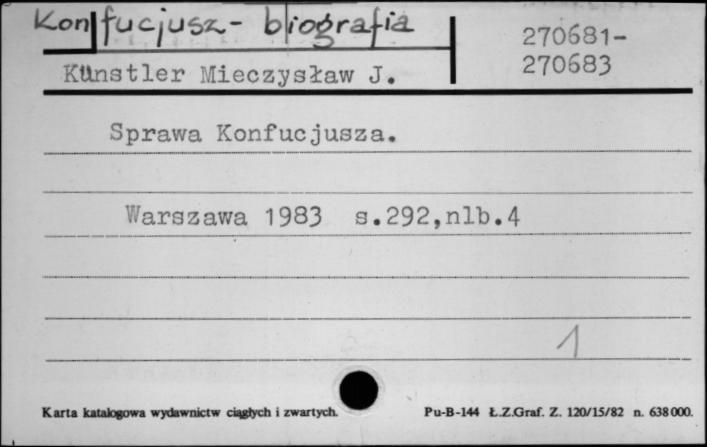 Konfucjusz - biografia
270681-
270683
Künstler Mieczysław J.
Sprawa Konfucjusza.
Warszawa 1983 s.292,nlb.4
1
Karta katalogowa wydawnictw ciągłych i zwartych.
Pu-B-144 Ł.Z.Graf. Z. 120/15/82 n. 638000.